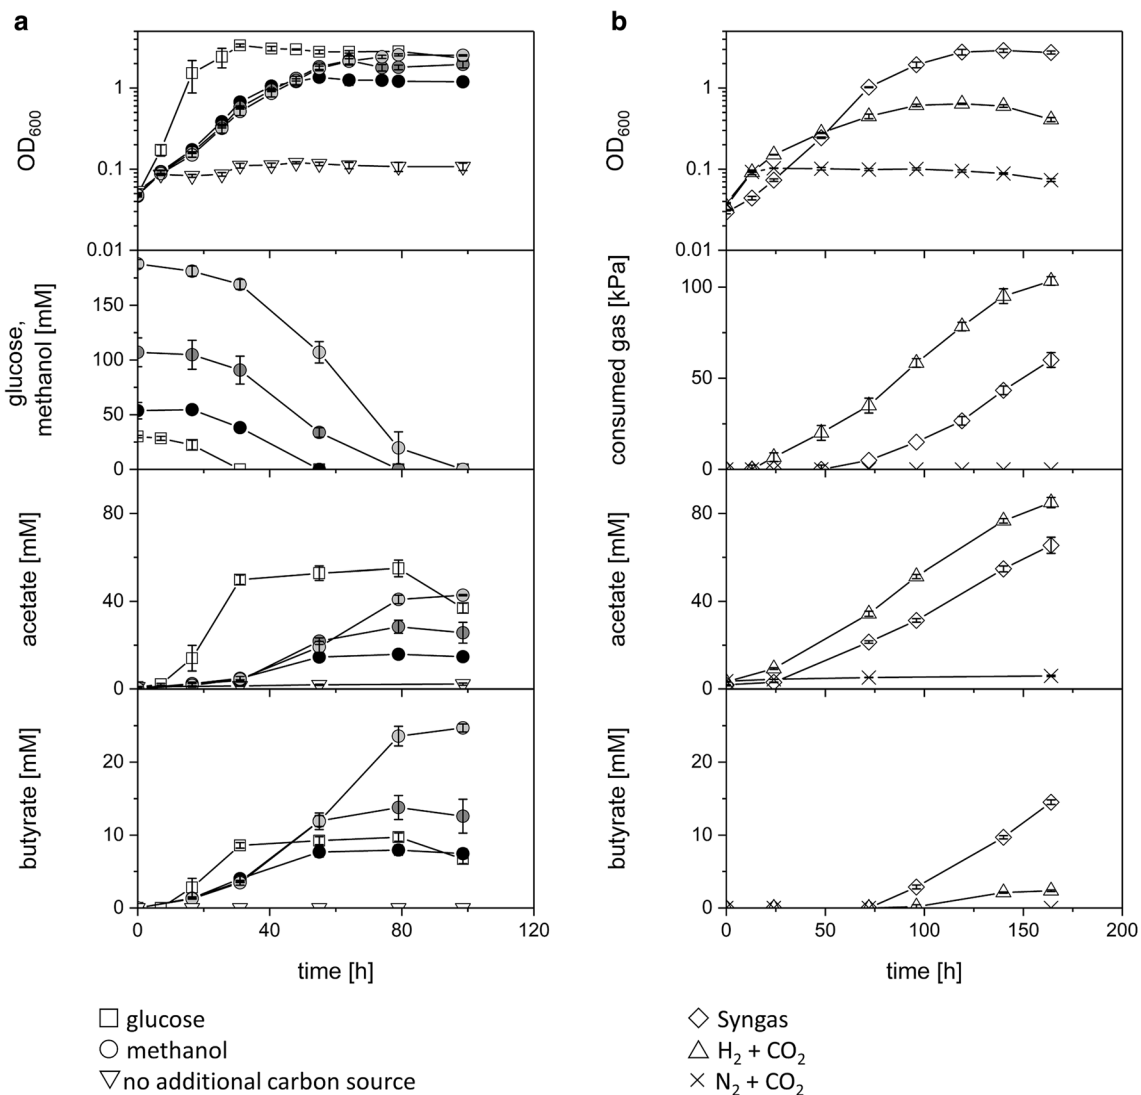 a
OD600
1
0.1
0.01
glucose,
methanol [mM]
150
100
50
0
acetate [mM]
80
40
0
butyrate [mM]
20
10
0
0 40 80 120
time [h]
□ glucose
○ methanol
▽ no additional carbon source
b
OD600
1
0.1
0.01
consumed gas [kPa]
100
50
0
acetate [mM]
80
40
0
butyrate [mM]
20
10
0
0 50 100 150 200
time [h]
◇ Syngas
△ H2 + CO2
× N2 + CO2